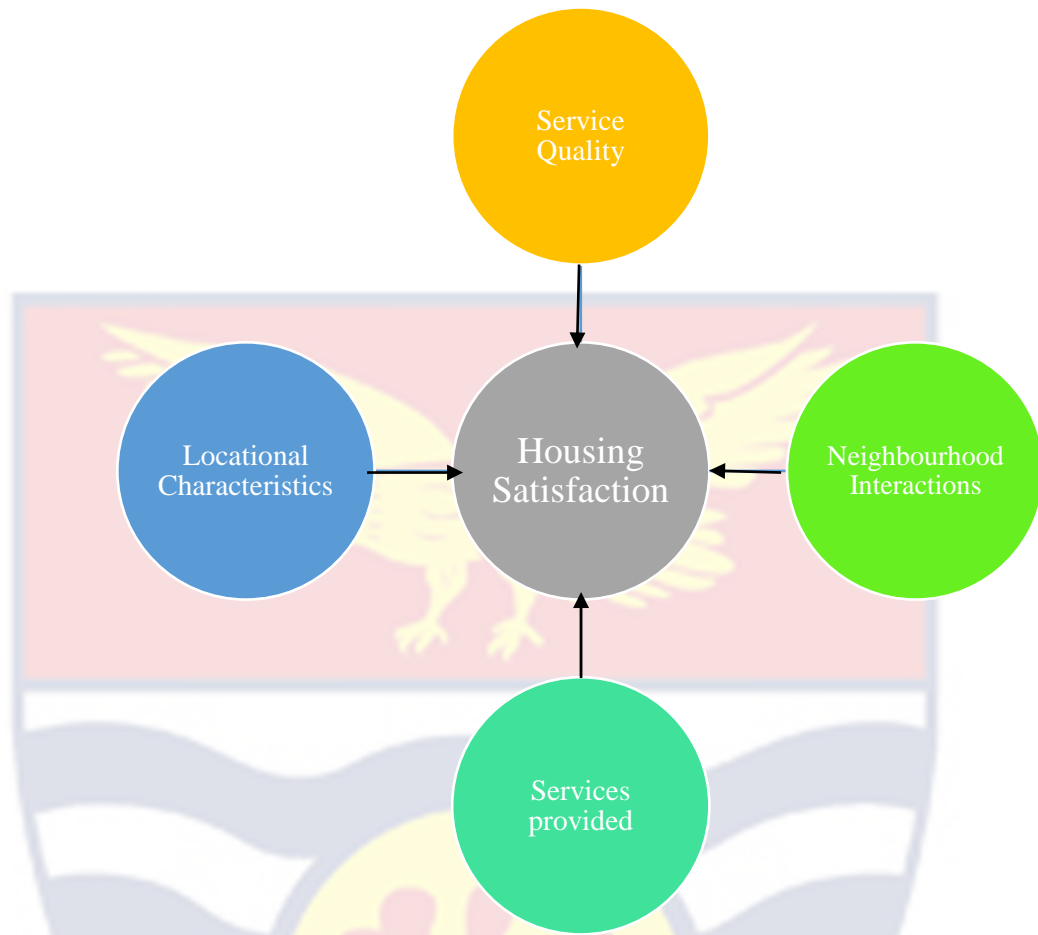 Service
Quality
Locational
Characteristics
Housing
Satisfaction
Neighbourhood
Interactions
Services
provided